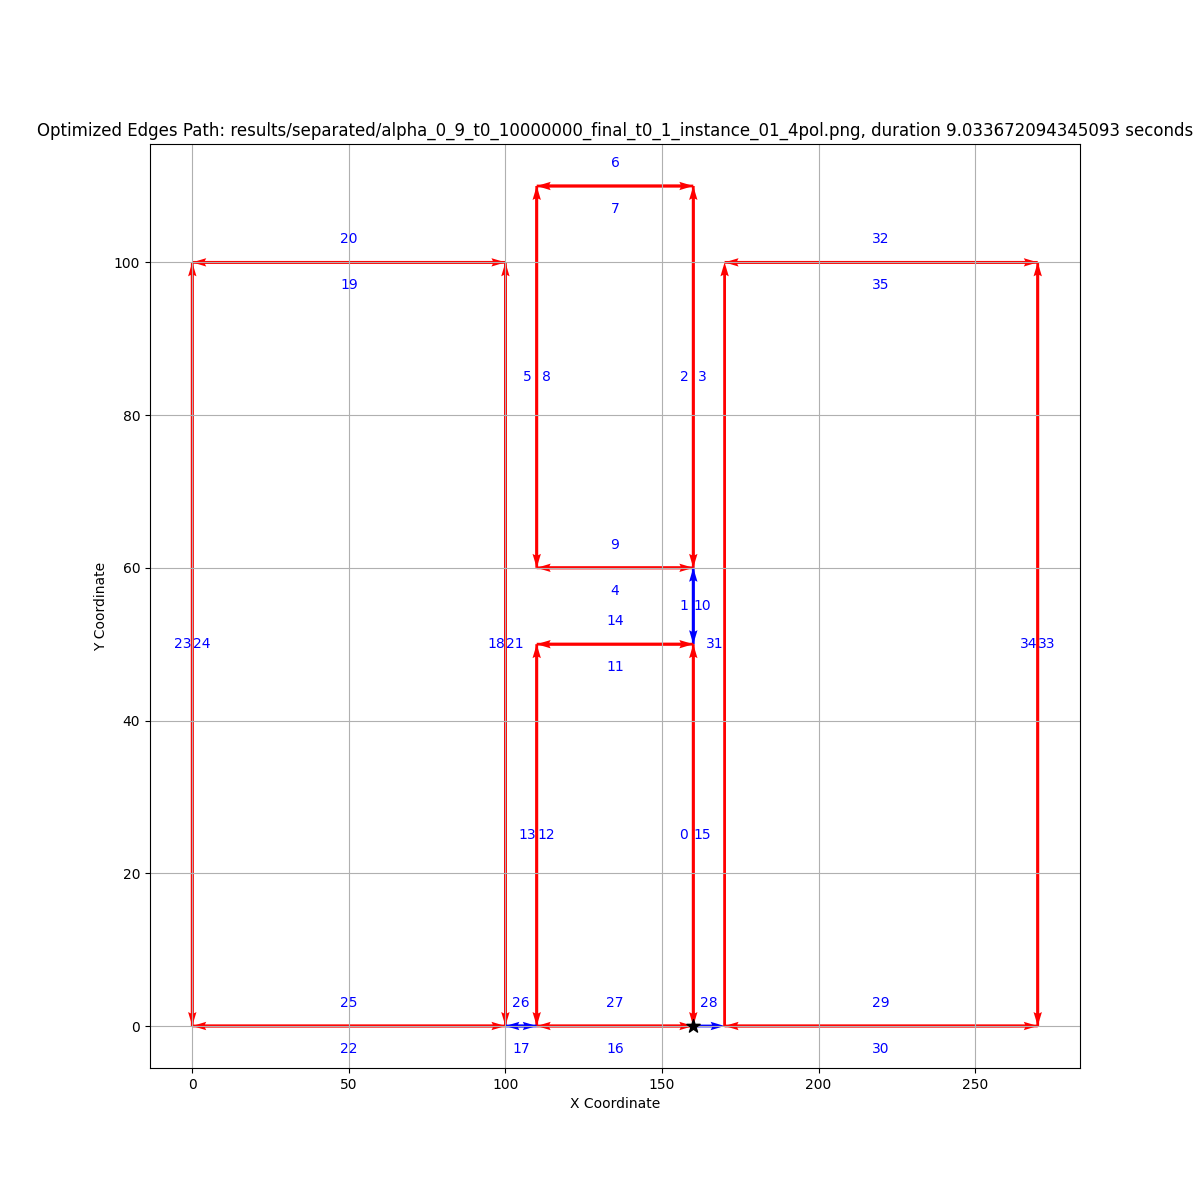 Optimized Edges Path: results/separated/alpha_0_9_t0_10000000_final_t0_1_instance_01_4pol.png, duration 9.033672094345093 seconds
6
7
20
32
100
19
35
5 8 2 3
80
9
60
4
1 10
14
Y Coordinate
23 24 18 21 31 34 33
11
40
13 12 0 15
20
25 26 27 28 29
0
22 17 16 30
0 50 100 150 200 250
X Coordinate